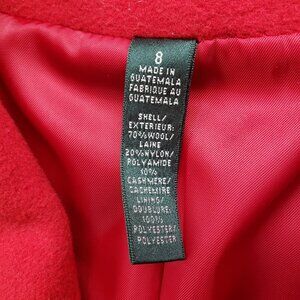 8
MADE IN
GUATEMALA
FABRIQUE AU
GUATEMALA
SHELL/
EXTERIEUR:
70%WOOL/
LAINE
20%NYLON/
POLYAMIDE
10%
CASHMERE/
CACHEMIRE
LINING/
DOUBLURE:
100%
POLYESTER/
POLYESTER